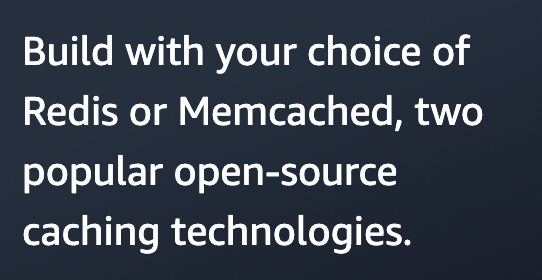 Build with your choice of
Redis or Memcached, two
popular open-source
caching technologies.